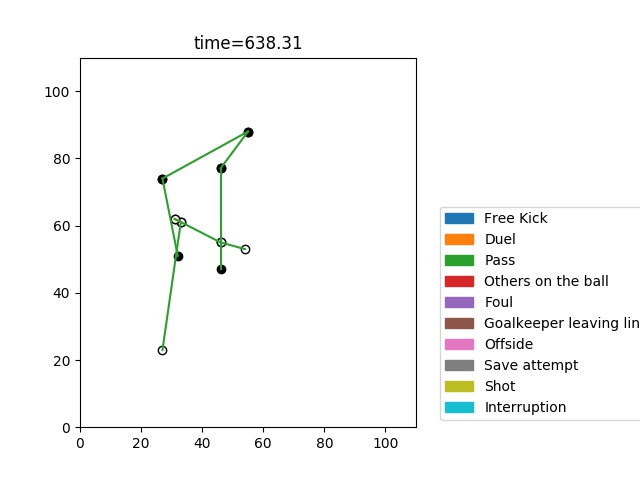 time=638.31
100
80
60
40
20
0
0 20 40 60 80 100
Free Kick
Duel
Pass
Others on the ball
Foul
Goalkeeper leaving lin
Offside
Save attempt
Shot
Interruption